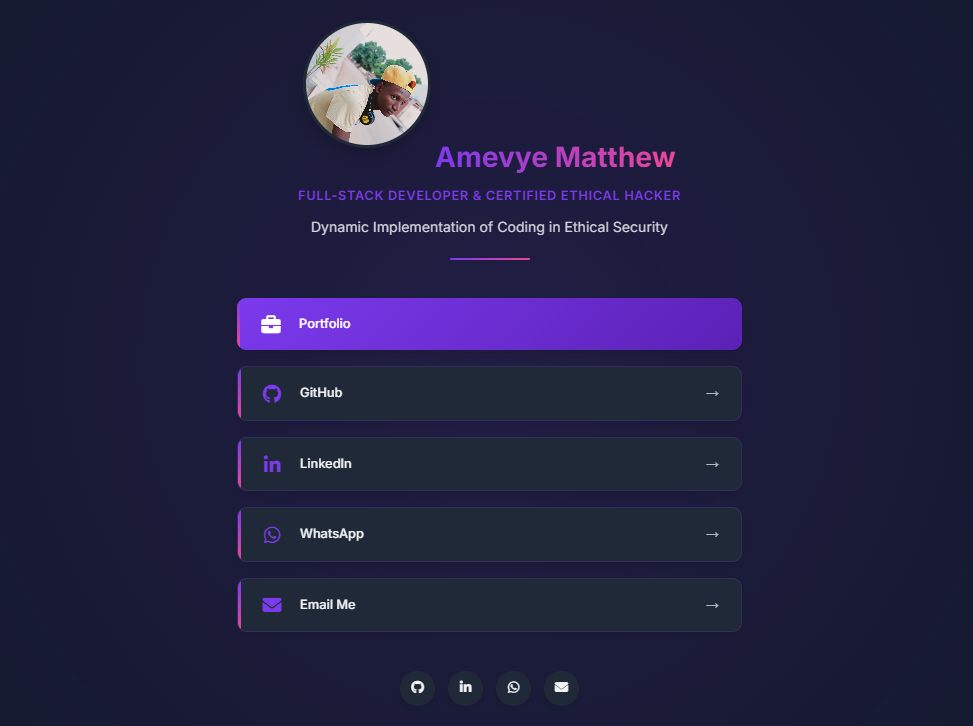 Amevye Matthew
FULL-STACK DEVELOPER & CERTIFIED ETHICAL HACKER
Dynamic Implementation of Coding in Ethical Security
Portfolio
GitHub →
LinkedIn →
WhatsApp →
Email Me →